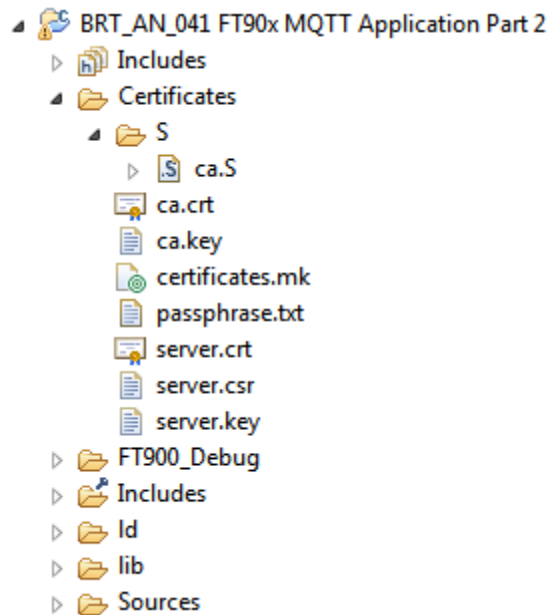 BRT_AN_041 FT90x MQTT Application Part 2
Includes
Certificates
S
.S ca.S
ca.crt
ca.key
certificates.mk
passphrase.txt
server.crt
server.csr
server.key
FT900_Debug
Includes
ld
lib
Sources